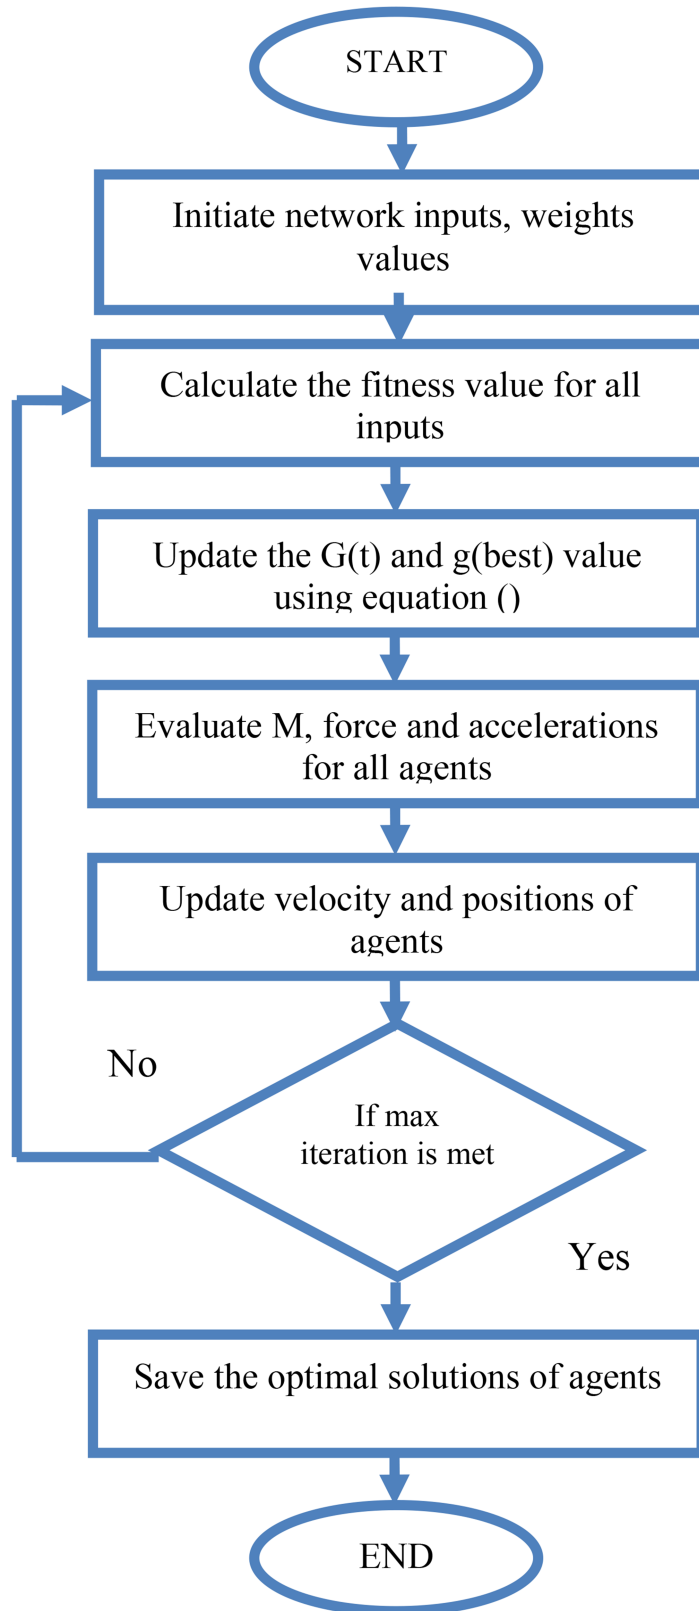 START
Initiate network inputs, weights
values
Calculate the fitness value for all
inputs
Update the G(t) and g(best) value
using equation ()
Evaluate M, force and accelerations
for all agents
Update velocity and positions of
agents
No
If max
iteration is met
Yes
Save the optimal solutions of agents
END